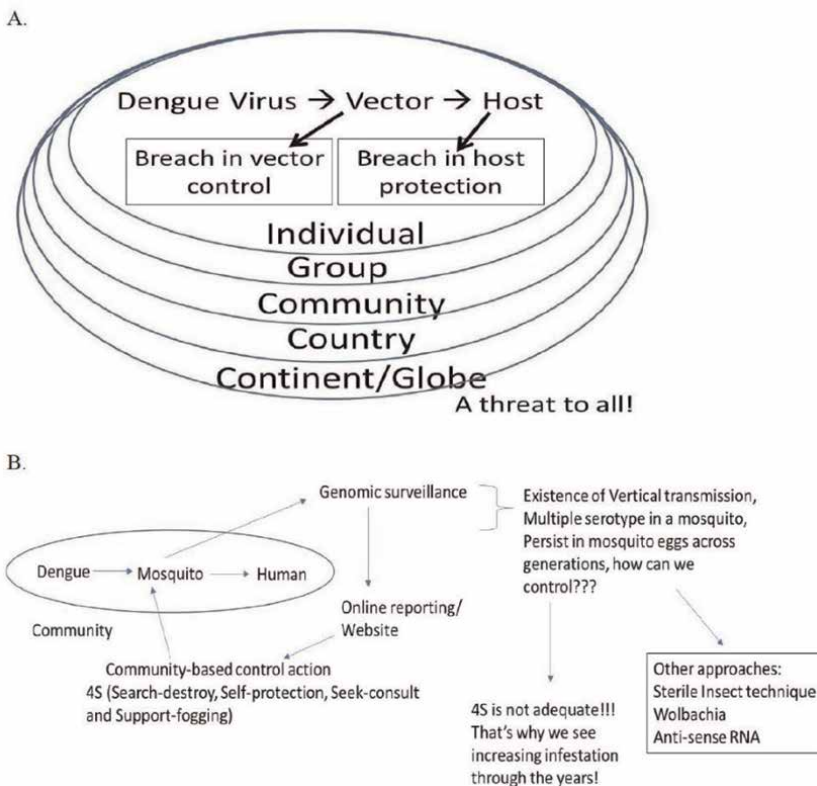 A.
Dengue Virus → Vector → Host
Breach in vector
control
Breach in host
protection
Individual
Group
Community
Country
Continent/Globe
A threat to all!
B.
Genomic surveillance
Existence of Vertical transmission,
Multiple serotype in a mosquito,
Persist in mosquito eggs across
generations, how can we
control???
Dengue
Mosquito
Human
Community
Online reporting/
Website
Community-based control action
4S (Search-destroy, Self-protection, Seek-consult
and Support-fogging)
4S is not adequate!!!
That's why we see
increasing infestation
through the years!
Other approaches:
Sterile Insect technique
Wolbachia
Anti-sense RNA